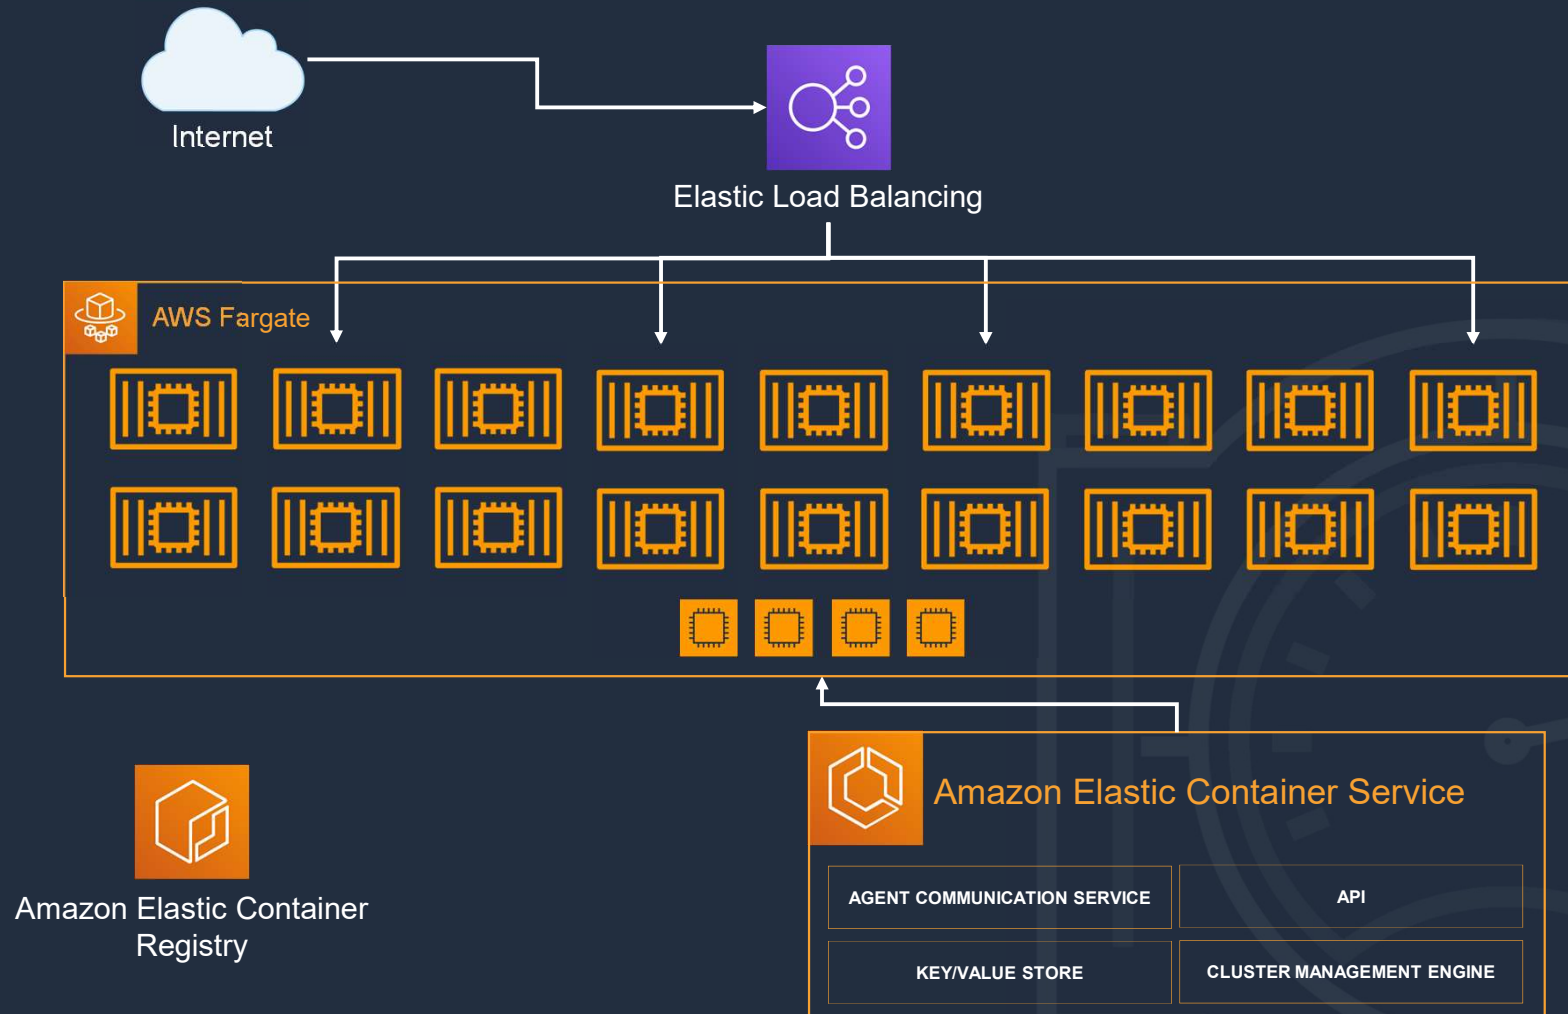 Internet
Elastic Load Balancing
AWS Fargate
Amazon Elastic Container Service
Amazon Elastic Container
Registry
AGENT COMMUNICATION SERVICE
API
KEY/VALUE STORE
CLUSTER MANAGEMENT ENGINE